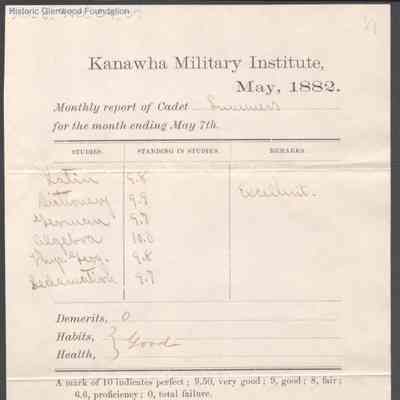 Historic Glenwood Foundation
Kanawha Military Institute,
May, 1882.
Monthly report of Cadet Summers
for the month ending May 7th.
STUDIES. STANDING IN STUDIES. REMARKS.
Latin 9.8
Dictionary 9.9 Excellent.
German 9.7
Algebra 10.0
Phys. Geog. 9.8
Declamation 9.7
Demerits, 0
Habits, Good
Health,
A mark of 10 indicates perfect; 9.50, very good; 9, good; 8, fair;
6.6, proficiency; 0, total failure.